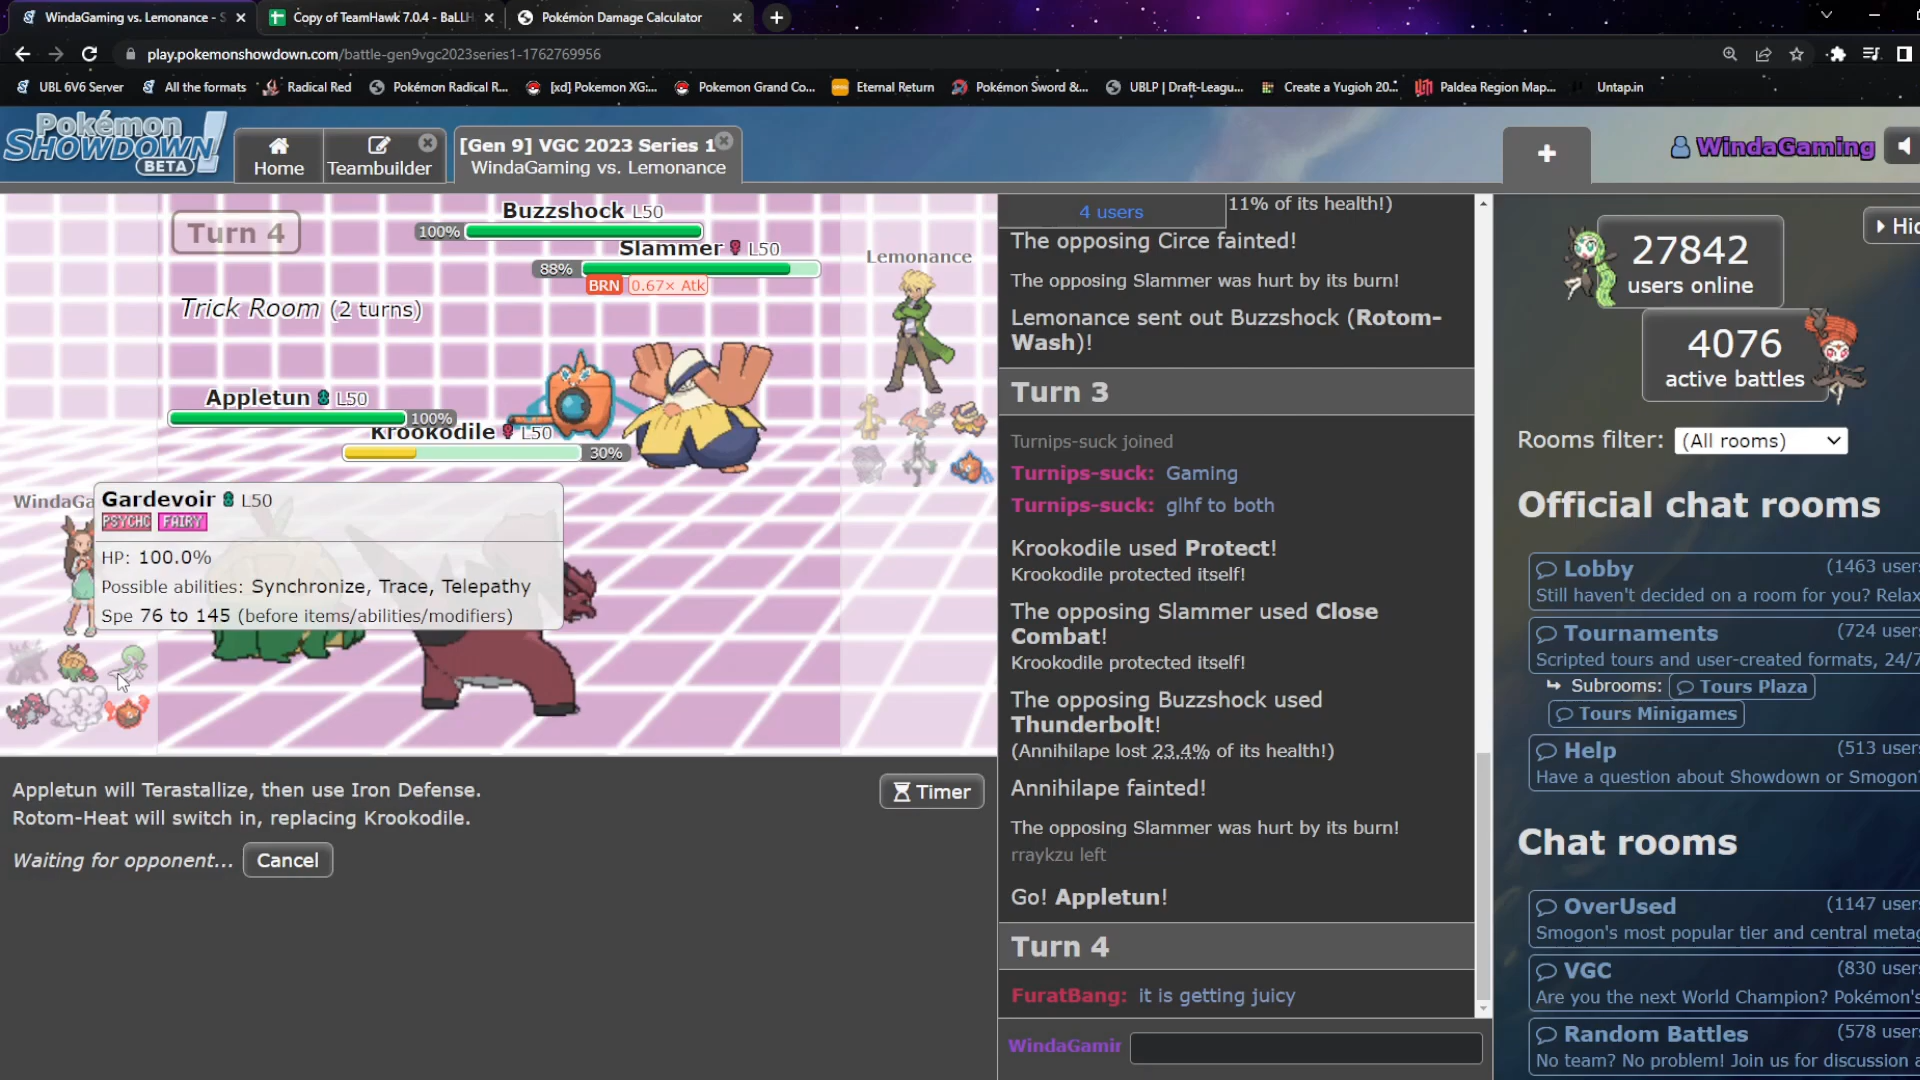 WindaGaming vs. Lemonance - S
Copy of TeamHawk 7.0.4 - BaLLH
Pokémon Damage Calculator
play.pokemonshowdown.com/battle-gen9vgc2023series1-1762769956
UBL 6V6 Server
All the formats
Radical Red
Pokémon Radical R...
[xd] Pokemon XG:...
Pokemon Grand Co...
Eternal Return
Pokémon Sword &...
UBLP | Draft-Leagu...
Create a Yugioh 20...
Paldea Region Map...
Untap.in
Pokémon
SHOWDOWN!
BETA
Home
Teambuilder
[Gen 9] VGC 2023 Series 1
WindaGaming vs. Lemonance
+
WindaGaming
Turn 4
Buzzshock L50
100%
Slammer L50
88%
BRN 0.67× Atk
Lemonance
Trick Room (2 turns)
Appletun L50
100%
Krookodile L50
30%
WindaGa
Gardevoir L50
PSYCHC FAIRY
HP: 100.0%
Possible abilities: Synchronize, Trace, Telepathy
Spe 76 to 145 (before items/abilities/modifiers)
Appletun will Terastallize, then use Iron Defense.
Rotom-Heat will switch in, replacing Krookodile.
Waiting for opponent... Cancel
Timer
4 users
11% of its health!)
The opposing Circe fainted!
The opposing Slammer was hurt by its burn!
Lemonance sent out Buzzshock (Rotom-
Wash)!
Turn 3
Turnips-suck joined
Turnips-suck: Gaming
Turnips-suck: glhf to both
Krookodile used Protect!
Krookodile protected itself!
The opposing Slammer used Close
Combat!
Krookodile protected itself!
The opposing Buzzshock used
Thunderbolt!
(Annihilape lost 23.4% of its health!)
Annihilape fainted!
The opposing Slammer was hurt by its burn!
rraykzu left
Go! Appletun!
Turn 4
FuratBang: it is getting juicy
WindaGamir
Hic
27842
users online
4076
active battles
Rooms filter: (All rooms)
Official chat rooms
Lobby (1463 users
Still haven't decided on a room for you? Relax
Tournaments (724 users
Scripted tours and user-created formats, 24/7
Subrooms: Tours Plaza
Tours Minigames
Help (513 users
Have a question about Showdown or Smogon?
Chat rooms
OverUsed (1147 users
Smogon's most popular tier and central metag
VGC (830 users
Are you the next World Champion? Pokémon's
Random Battles (578 users
No team? No problem! Join us for discussion a